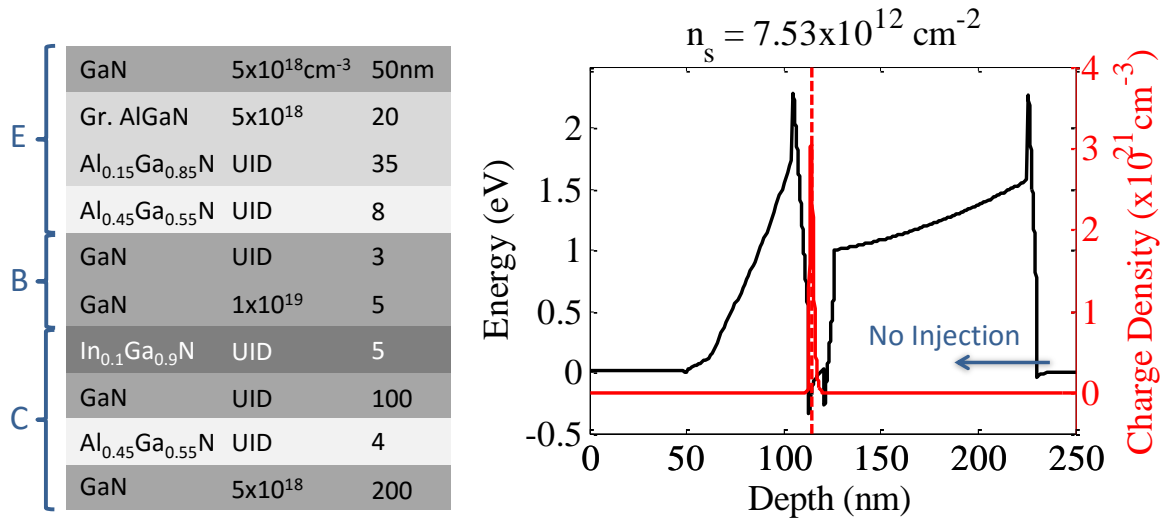 E
B
C
GaN 5x10¹⁸cm⁻³ 50nm
Gr. AlGaN 5x10¹⁸ 20
Al₀.₁₅Ga₀.₈₅N UID 35
Al₀.₄₅Ga₀.₅₅N UID 8
GaN UID 3
GaN 1x10¹⁹ 5
In₀.₁Ga₀.₉N UID 5
GaN UID 100
Al₀.₄₅Ga₀.₅₅N UID 4
GaN 5x10¹⁸ 200
nₛ = 7.53x10¹² cm⁻²
Energy (eV)
2
1.5
1
0.5
0
-0.5
No Injection
4
3
2
1
0
Charge Density (x10²¹ cm⁻³)
0 50 100 150 200 250
Depth (nm)